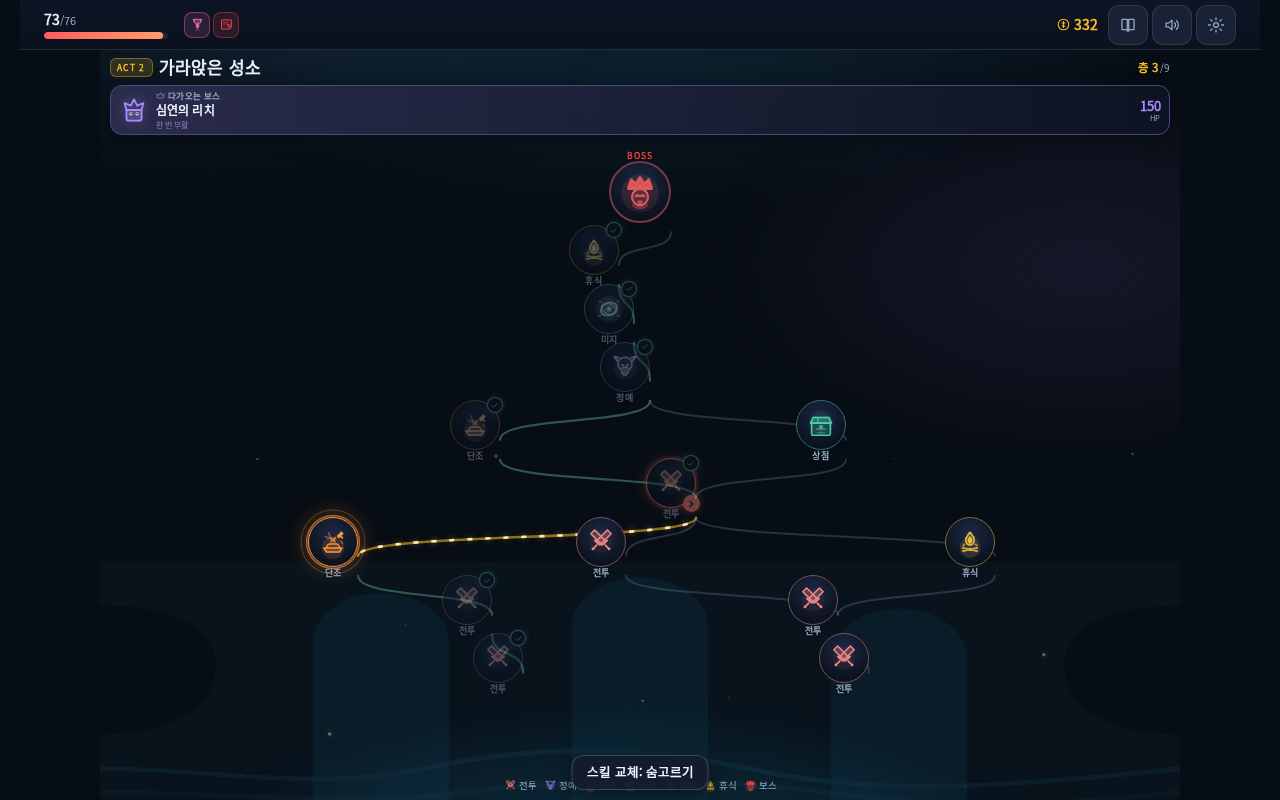 73/76
332
ACT 2 가라앉은 성소
층 3/9
다가오는 보스
심연의 리치
한 번 부활
150
HP
BOSS
휴식
미지
정예
단조
상점
전투
단조
전투
휴식
전투
전투
전투
전투
스킬 교체: 숨고르기
전투 정예 휴식 보스